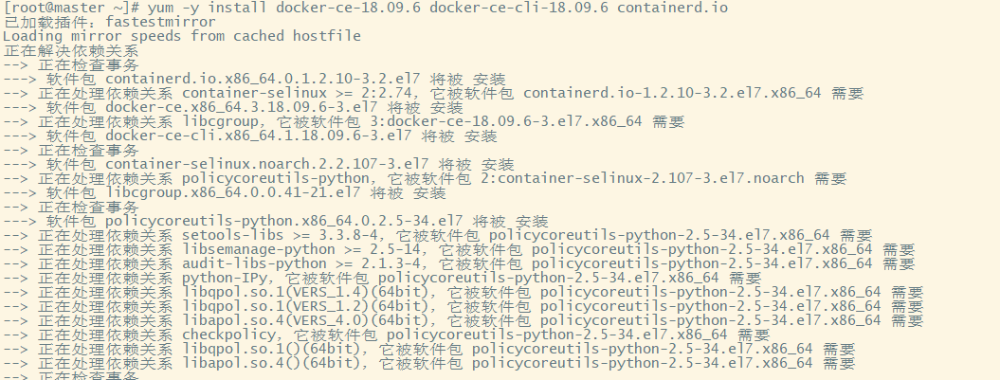 [root@master ~]# yum -y install docker-ce-18.09.6 docker-ce-cli-18.09.6 containerd.io
已加载插件：fastestmirror
Loading mirror speeds from cached hostfile
正在解决依赖关系
--> 正在检查事务
---> 软件包 containerd.io.x86_64.0.1.2.10-3.2.el7 将被 安装
--> 正在处理依赖关系 container-selinux >= 2:2.74，它被软件包 containerd.io-1.2.10-3.2.el7.x86_64 需要
---> 软件包 docker-ce.x86_64.3.18.09.6-3.el7 将被 安装
--> 正在处理依赖关系 libcgroup，它被软件包 3:docker-ce-18.09.6-3.el7.x86_64 需要
---> 软件包 docker-ce-cli.x86_64.1.18.09.6-3.el7 将被 安装
--> 正在检查事务
---> 软件包 container-selinux.noarch.2.2.107-3.el7 将被 安装
--> 正在处理依赖关系 policycoreutils-python，它被软件包 2:container-selinux-2.107-3.el7.noarch 需要
---> 软件包 libcgroup.x86_64.0.0.41-21.el7 将被 安装
--> 正在检查事务
---> 软件包 policycoreutils-python.x86_64.0.2.5-34.el7 将被 安装
--> 正在处理依赖关系 setools-libs >= 3.3.8-4，它被软件包 policycoreutils-python-2.5-34.el7.x86_64 需要
--> 正在处理依赖关系 libsemanage-python >= 2.5-14，它被软件包 policycoreutils-python-2.5-34.el7.x86_64 需要
--> 正在处理依赖关系 audit-libs-python >= 2.1.3-4，它被软件包 policycoreutils-python-2.5-34.el7.x86_64 需要
--> 正在处理依赖关系 python-IPy，它被软件包 policycoreutils-python-2.5-34.el7.x86_64 需要
--> 正在处理依赖关系 libqpol.so.1(VERS_1.4)(64bit)，它被软件包 policycoreutils-python-2.5-34.el7.x86_64 需要
--> 正在处理依赖关系 libqpol.so.1(VERS_1.2)(64bit)，它被软件包 policycoreutils-python-2.5-34.el7.x86_64 需要
--> 正在处理依赖关系 libapol.so.4(VERS_4.0)(64bit)，它被软件包 policycoreutils-python-2.5-34.el7.x86_64 需要
--> 正在处理依赖关系 checkpolicy，它被软件包 policycoreutils-python-2.5-34.el7.x86_64 需要
--> 正在处理依赖关系 libqpol.so.1()(64bit)，它被软件包 policycoreutils-python-2.5-34.el7.x86_64 需要
--> 正在处理依赖关系 libapol.so.4()(64bit)，它被软件包 policycoreutils-python-2.5-34.el7.x86_64 需要
--> 正在检查事务